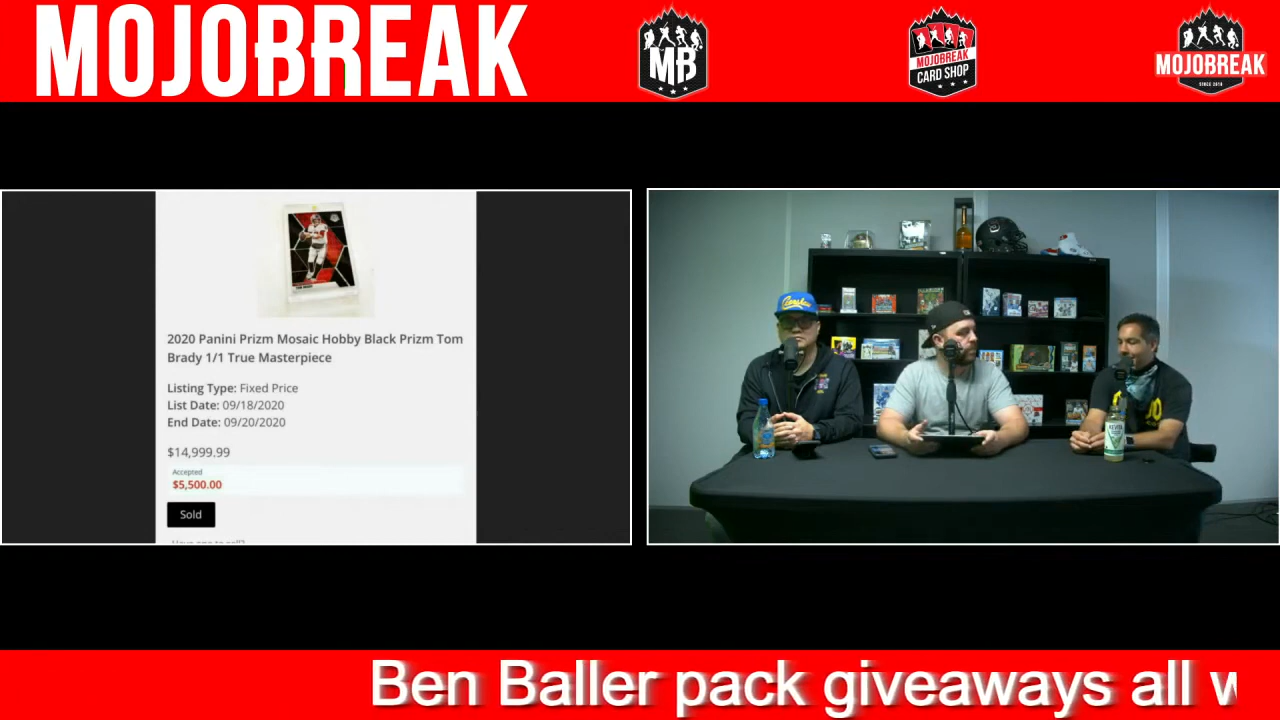 MOJOBREAK
MB
MOJOBREAK
CARD SHOP
MOJOBREAK
2020 Panini Prizm Mosaic Hobby Black Prizm Tom
Brady 1/1 True Masterpiece
Listing Type: Fixed Price
List Date: 09/18/2020
End Date: 09/20/2020
$14,999.99
Accepted
$5,500.00
Sold
Ben Baller pack giveaways all